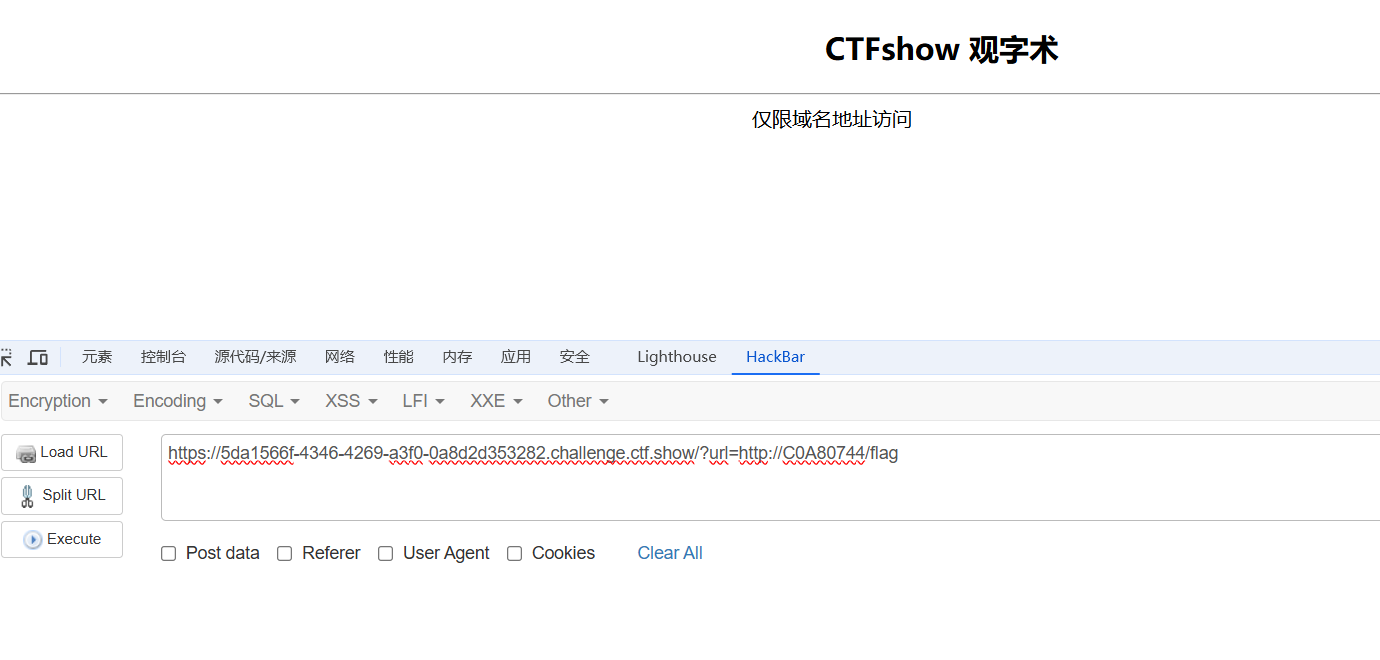 CTFshow 观字术
仅限域名地址访问
元素 控制台 源代码/来源 网络 性能 内存 应用 安全 Lighthouse HackBar
Encryption Encoding SQL XSS LFI XXE Other
Load URL https://5da1566f-4346-4269-a3f0-0a8d2d353282.challenge.ctf.show/?url=http://C0A80744/flag
Split URL
Execute
Post data Referer User Agent Cookies Clear All